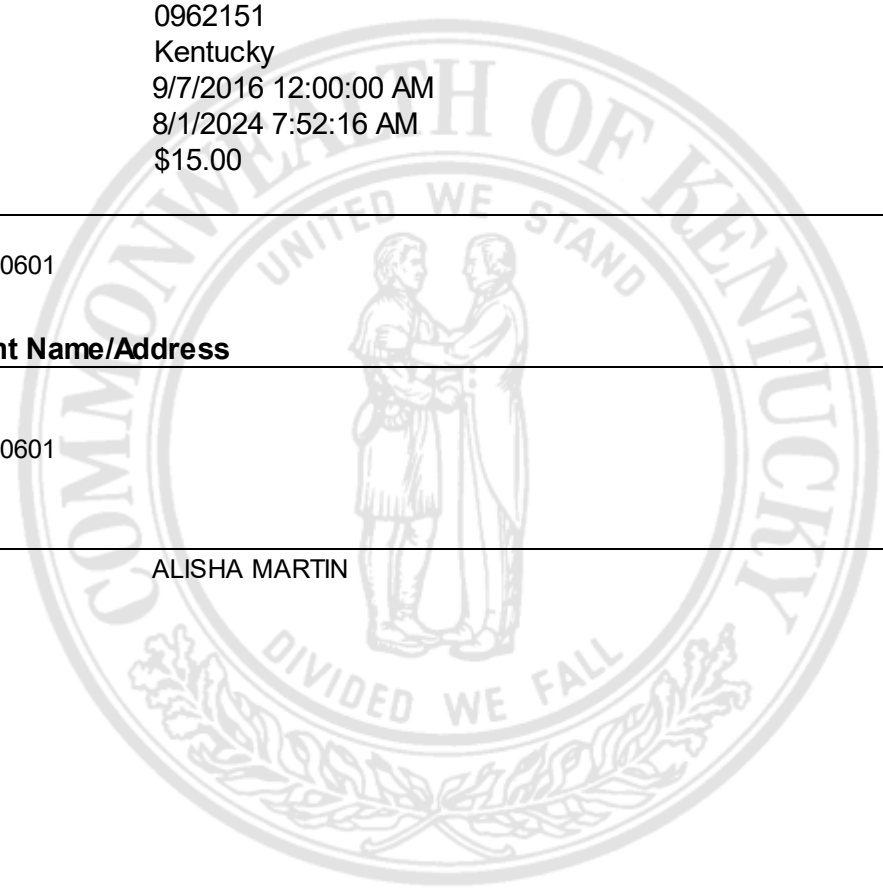 0962151
Kentucky
9/7/2016 12:00:00 AM
8/1/2024 7:52:16 AM
$15.00
0601
nt Name/Address
0601
ALISHA MARTIN
COMMONWEALTH OF KENTUCKY
UNITED WE STAND
DIVIDED WE FALL